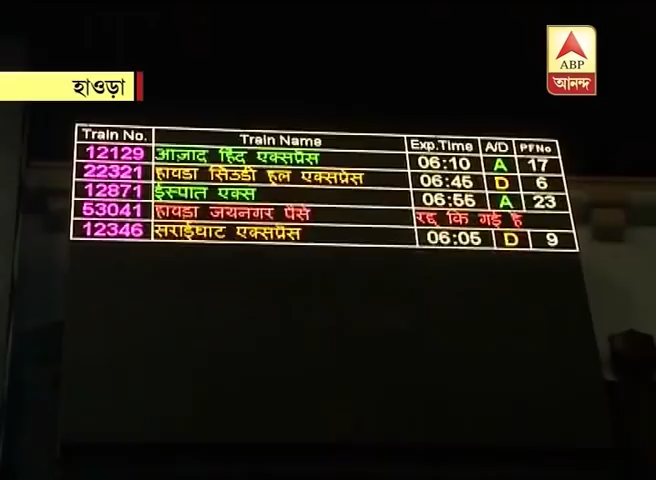 ABP
আনন্দ
হাওড়া
Train No. Train Name Exp.Time A/D PFNo
12129 आज़ाद हिंद एक्सप्रैस 06:10 A 17
22321 हावडा सिउडी हूल एक्सप्रैस 06:45 D 6
12871 ईस्पात एक्स 06:55 A 23
53041 हावडा जयनगर पैसे रद्द कि गई है
12346 सराईघाट एक्सप्रैस 06:05 D 9